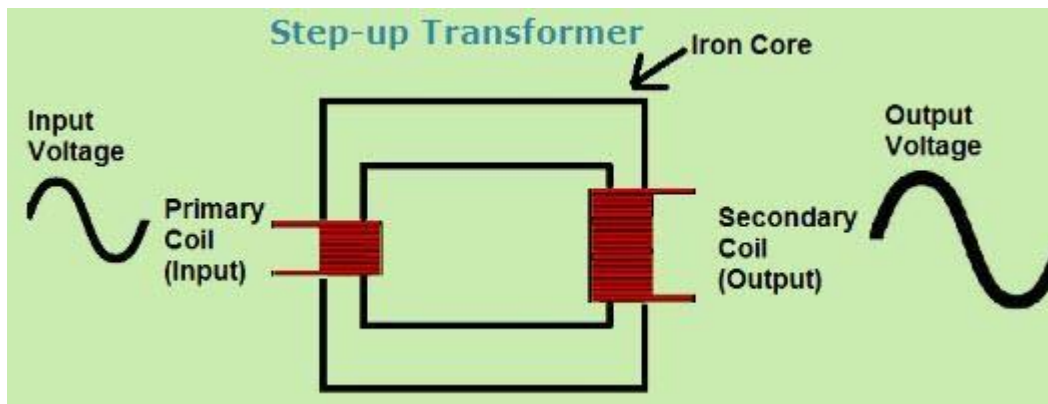 Step-up Transformer
Iron Core
Input
Voltage
Primary
Coil
(Input)
Secondary
Coil
(Output)
Output
Voltage